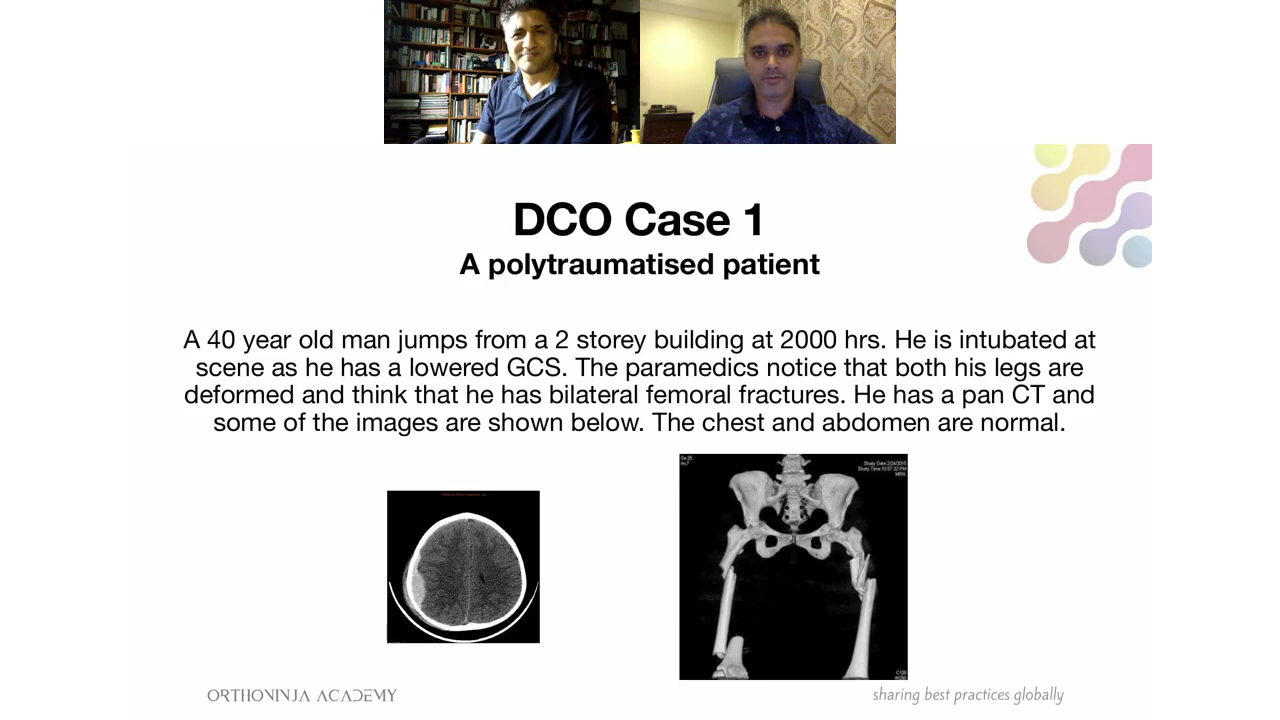 DCO Case 1
A polytraumatised patient
A 40 year old man jumps from a 2 storey building at 2000 hrs. He is intubated at
scene as he has a lowered GCS. The paramedics notice that both his legs are
deformed and think that he has bilateral femoral fractures. He has a pan CT and
some of the images are shown below. The chest and abdomen are normal.
ORTHONINJA ACADEMY
sharing best practices globally